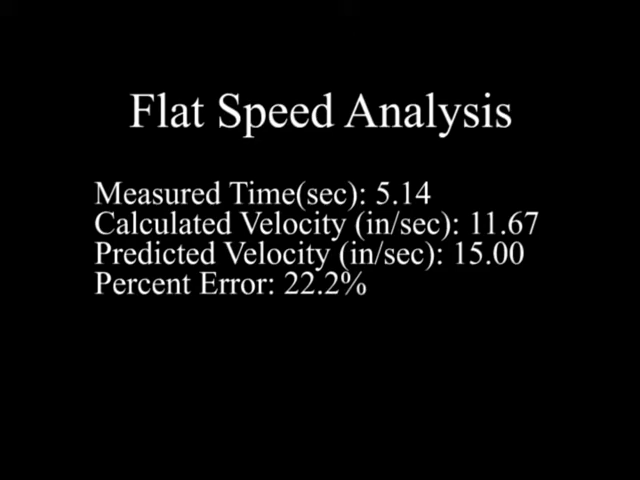 Flat Speed Analysis
Measured Time(sec): 5.14
Calculated Velocity (in/sec): 11.67
Predicted Velocity (in/sec): 15.00
Percent Error: 22.2%